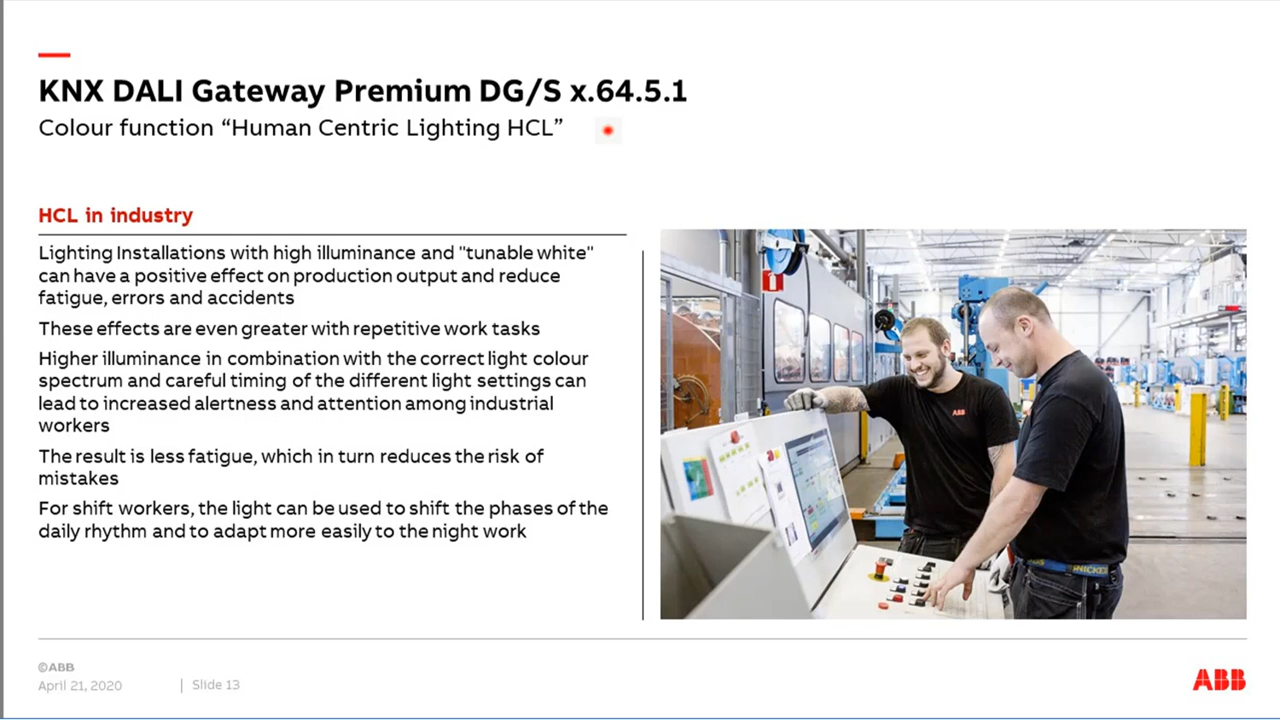 KNX DALI Gateway Premium DG/S x.64.5.1
Colour function “Human Centric Lighting HCL”
HCL in industry
Lighting Installations with high illuminance and "tunable white"
can have a positive effect on production output and reduce
fatigue, errors and accidents
These effects are even greater with repetitive work tasks
Higher illuminance in combination with the correct light colour
spectrum and careful timing of the different light settings can
lead to increased alertness and attention among industrial
workers
The result is less fatigue, which in turn reduces the risk of
mistakes
For shift workers, the light can be used to shift the phases of the
daily rhythm and to adapt more easily to the night work
ABB
©ABB
April 21, 2020
Slide 13
ABB